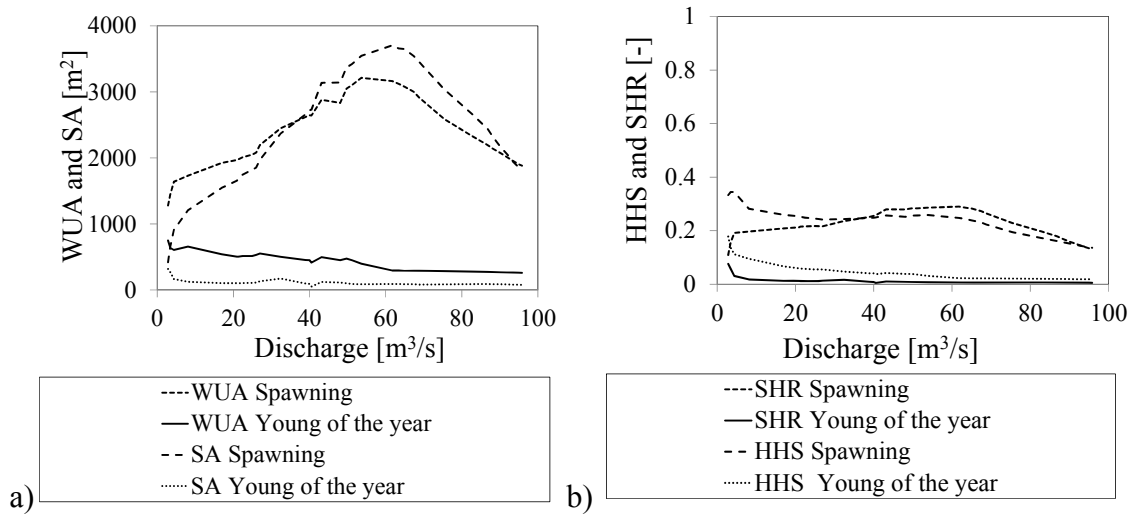 WUA and SA [m²]
4000
3000
2000
1000
0
0 20 40 60 80 100
Discharge [m³/s]
WUA Spawning
WUA Young of the year
SA Spawning
SA Young of the year
a)
HHS and SHR [-]
1
0.8
0.6
0.4
0.2
0
0 20 40 60 80 100
Discharge [m³/s]
SHR Spawning
SHR Young of the year
HHS Spawning
HHS Young of the year
b)